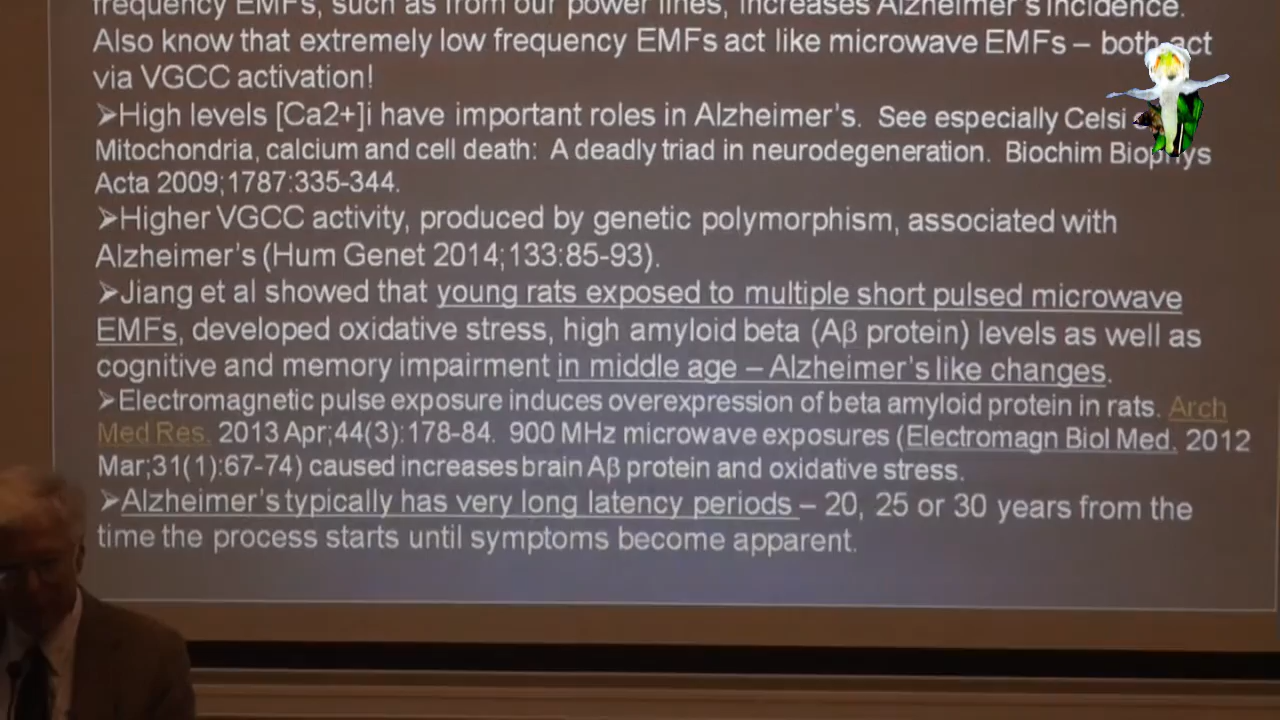 frequency EMFs, such as from our power lines, increases Alzheimer's incidence.
Also know that extremely low frequency EMFs act like microwave EMFs – both act
via VGCC activation!
➢High levels [Ca2+]i have important roles in Alzheimer's. See especially Celsi
Mitochondria, calcium and cell death: A deadly triad in neurodegeneration. Biochim Biophys
Acta 2009;1787:335-344.
➢Higher VGCC activity, produced by genetic polymorphism, associated with
Alzheimer's (Hum Genet 2014;133:85-93).
➢Jiang et al showed that young rats exposed to multiple short pulsed microwave
EMFs, developed oxidative stress, high amyloid beta (Aβ protein) levels as well as
cognitive and memory impairment in middle age – Alzheimer's like changes.
➢Electromagnetic pulse exposure induces overexpression of beta amyloid protein in rats. Arch
Med Res. 2013 Apr;44(3):178-84. 900 MHz microwave exposures (Electromagn Biol Med. 2012
Mar;31(1):67-74) caused increases brain Aβ protein and oxidative stress.
➢Alzheimer's typically has very long latency periods – 20, 25 or 30 years from the
time the process starts until symptoms become apparent.